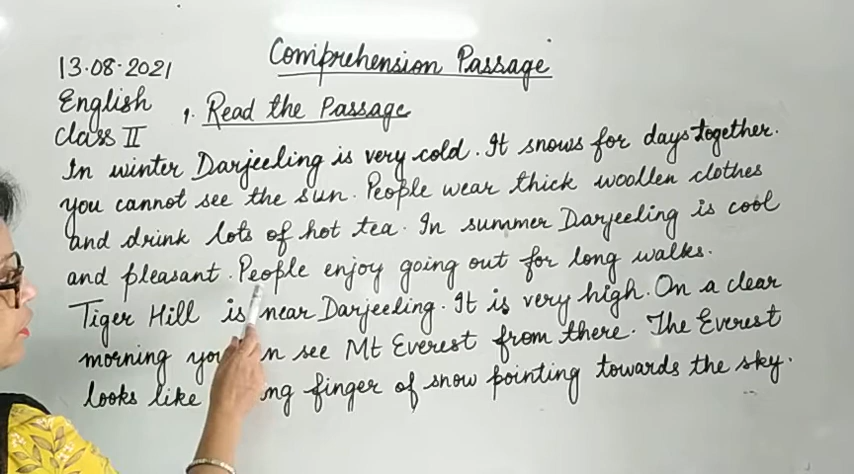 Comprehension Passage
13.08.2021
English
Class II
1. Read the Passage
In winter Darjeeling is very cold. It snows for days together.
You cannot see the sun. People wear thick woollen clothes
and drink lots of hot tea. In summer Darjeeling is cool
and pleasant. People enjoy going out for long walks.
Tiger Hill is near Darjeeling. It is very high. On a clear
morning you n see Mt Everest from there. The Everest
looks like ng finger of snow pointing towards the sky.